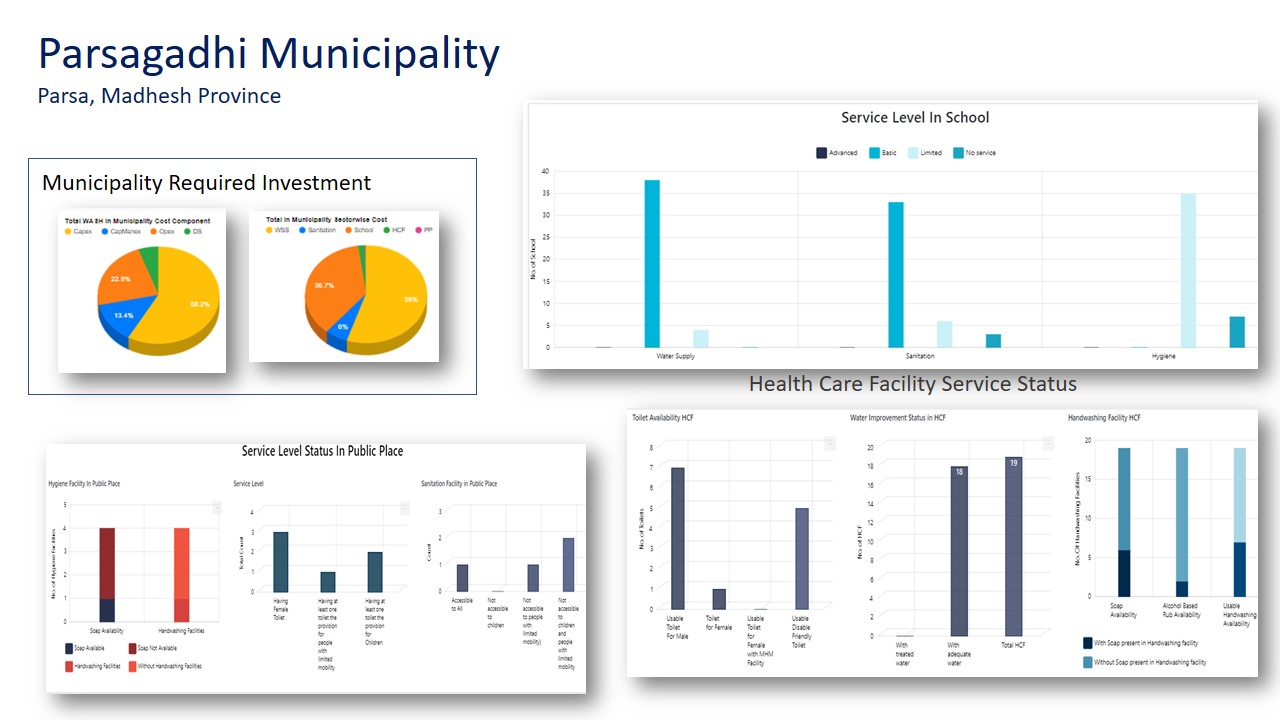 Parsagadhi Municipality
Parsa, Madhesh Province
Municipality Required Investment
Total WASH in Municipality Cost Component
Capex CapManex Opex DS
22.9%
58.2%
13.4%
Total in Municipality Sectorwise Cost
WSS Sanitation School HCF PP
36.7%
55%
6%
Service Level In School
Advanced Basic Limited No service
No. of School
40
35
30
25
20
15
10
5
0
Water Supply Sanitation Hygiene
Health Care Facility Service Status
Toilet Availability HCF
No. of Toilets
8
7
6
5
4
3
2
1
0
Usable Toilet For Male
Toilet for Female
Usable Toilet for Female with MHM Facility
Usable Disable Friendly Toilet
Water Improvement Status in HCF
No. of HCF
20
18
16
14
12
10
8
6
4
2
0
18
19
With treated water
With adequate water
Total HCF
Handwashing Facility HCF
No. Of Handwashing Facilities
20
15
10
5
0
Soap Availability
Alcohol Based Rub Availability
Usable Handwashing Availability
With Soap present in Handwashing facility
Without Soap present in Handwashing facility
Service Level Status In Public Place
Hygiene Facility In Public Place
No. of Hygiene Facilities
5
4
3
2
1
0
Soap Availability Handwashing Facilities
Soap Available Soap Not Available
Handwashing Facilities Without Handwashing Facilities
Service Level
Total Count
4
3
2
1
0
Having Female Toilet
Having at least one toilet the provision for people with limited mobility
Having at least one toilet the provision for Children
Sanitation Facility in Public Place
Count
3
2
1
0
Accessible to All
Not accessible to children
Not accessible to people with limited mobility)
Not accessible to children and people with limited mobility